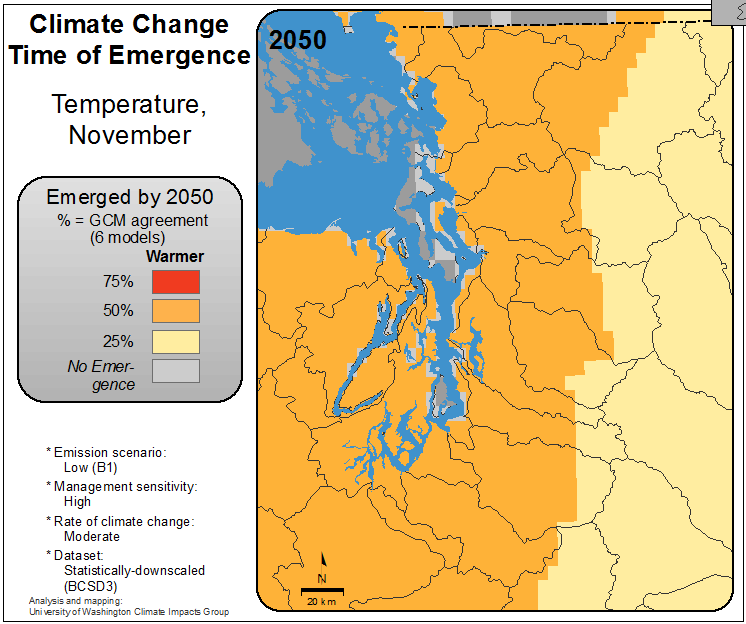 Climate Change
Time of Emergence
Temperature,
November
Emerged by 2050
% = GCM agreement
(6 models)
Warmer
75%
50%
25%
No Emer-
gence
* Emission scenario:
Low (B1)
* Management sensitivity:
High
* Rate of climate change:
Moderate
* Dataset:
Statistically-downscaled
(BCSD3)
Analysis and mapping:
University of Washington Climate Impacts Group
2050
N
20 km